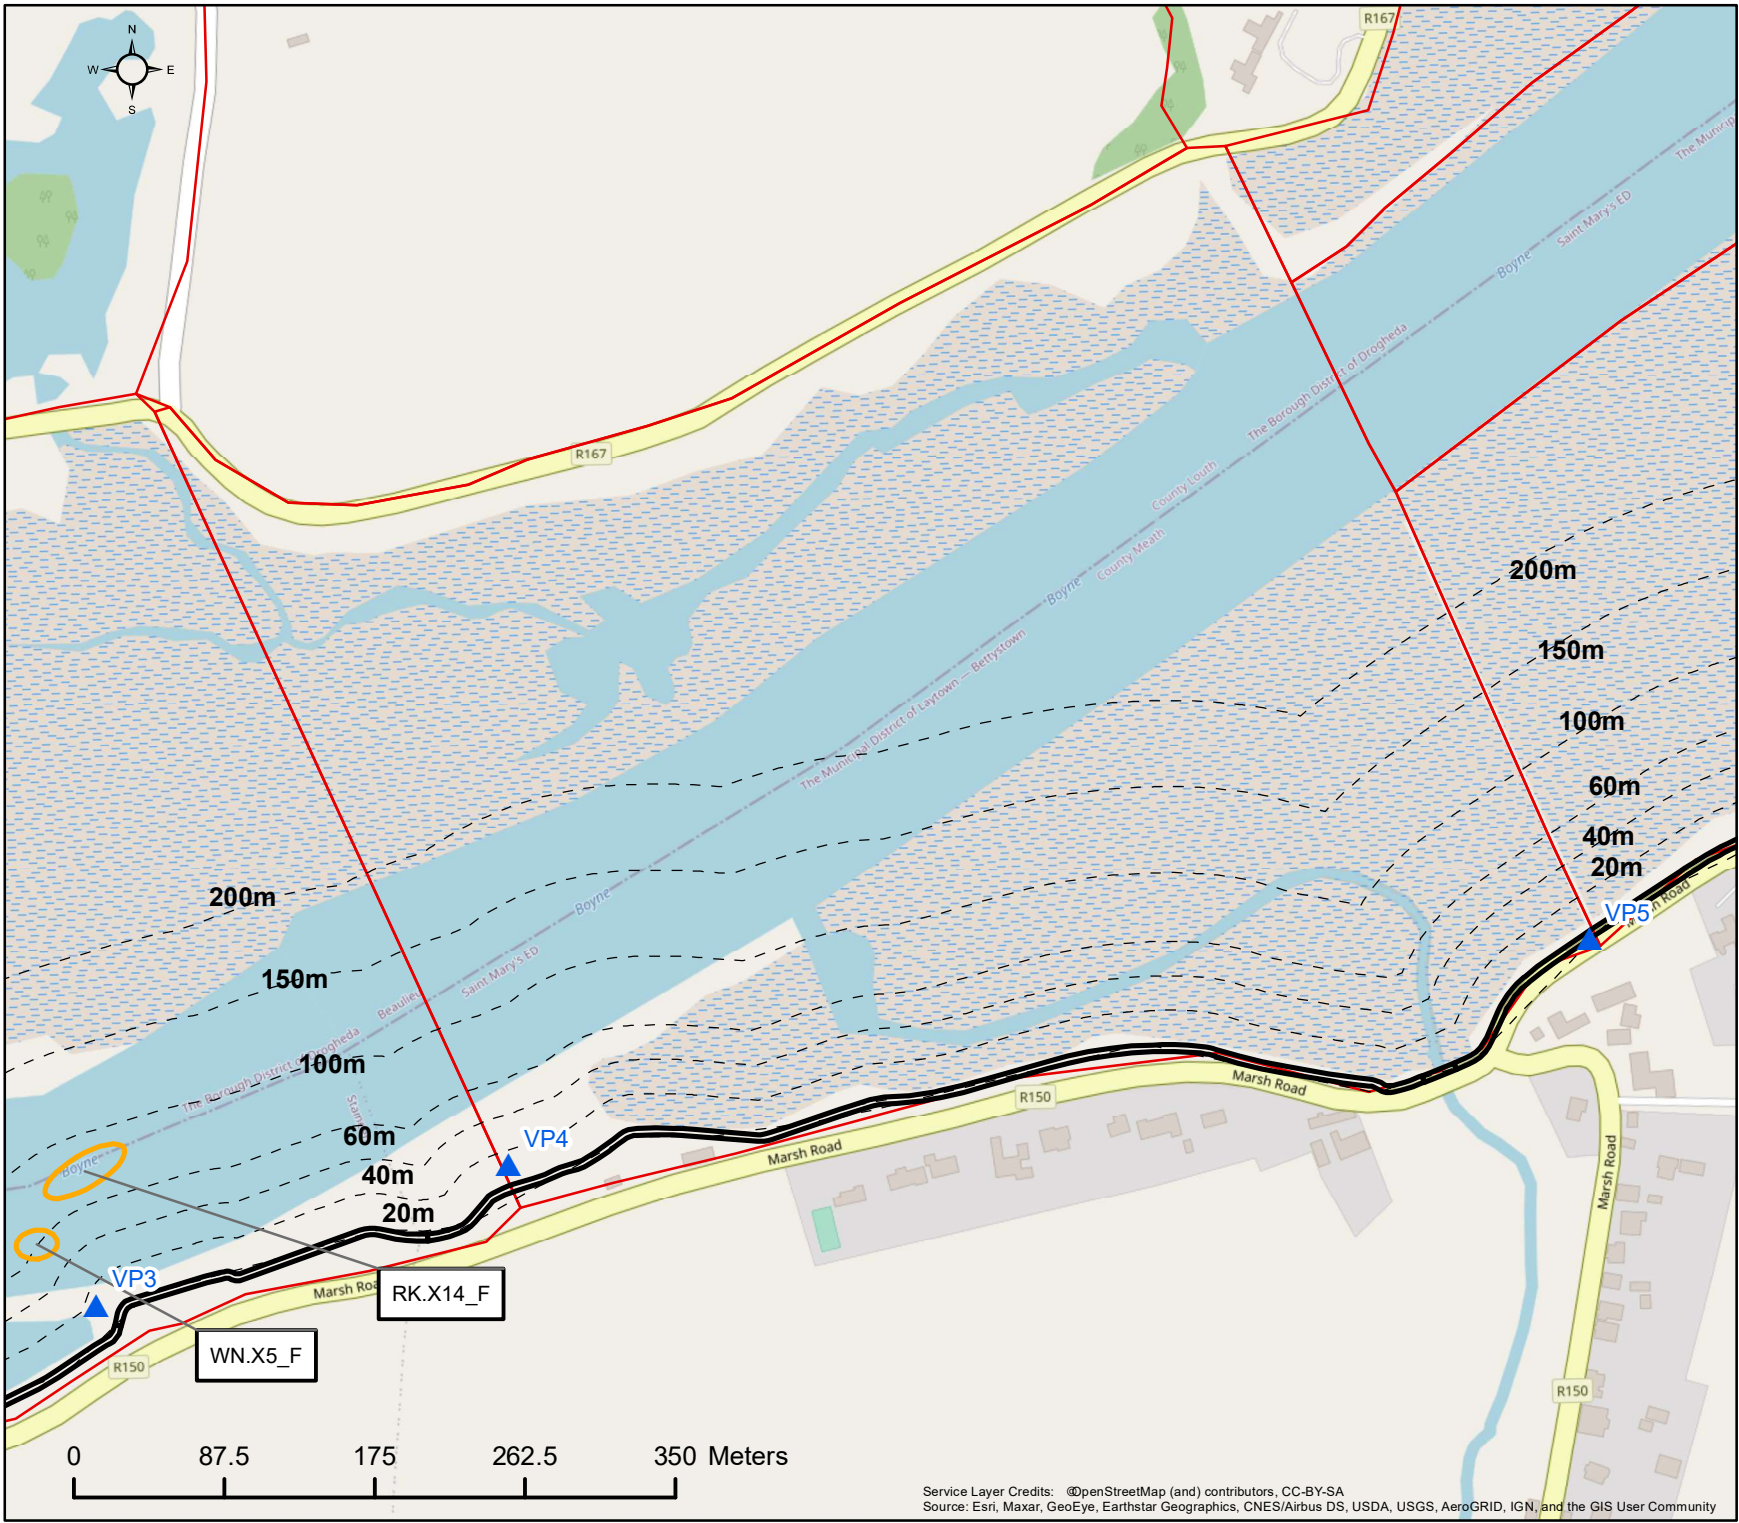 N
W E
S
R167
The Municip
Saint Mary's ED
Boyne
The Borough District of Drogheda
R167
County Louth
County Meath
Boyne
200m
150m
The Municipal District of Laytown — Bettystown
100m
60m
40m
20m
200m
Boyne
VP5
h Road
Saint Mary's ED
150m
Beaulieu
The Borough District of Drogheda
100m
Marsh Road
R150
Stam
60m
VP4
Marsh Road
Boyne
40m
Marsh Road
20m
VP3
Marsh Roa
RK.X14_F
WN.X5_F
R150
R150
0 87.5 175 262.5 350 Meters
Service Layer Credits: ©OpenStreetMap (and) contributors, CC-BY-SA
Source: Esri, Maxar, GeoEye, Earthstar Geographics, CNES/Airbus DS, USDA, USGS, AeroGRID, IGN, and the GIS User Community